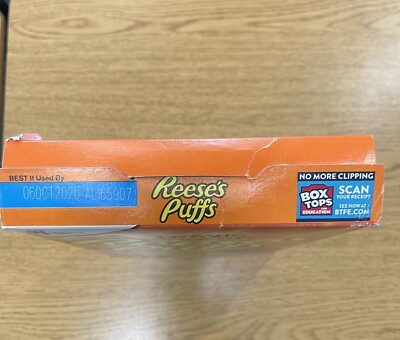 BEST If Used By
06OCT2020 AL165907
Reese's
Puffs
NO MORE CLIPPING
BOX
TOPS
FOR
EDUCATION
SCAN
YOUR RECEIPT
SEE HOW AT
BTFE.COM